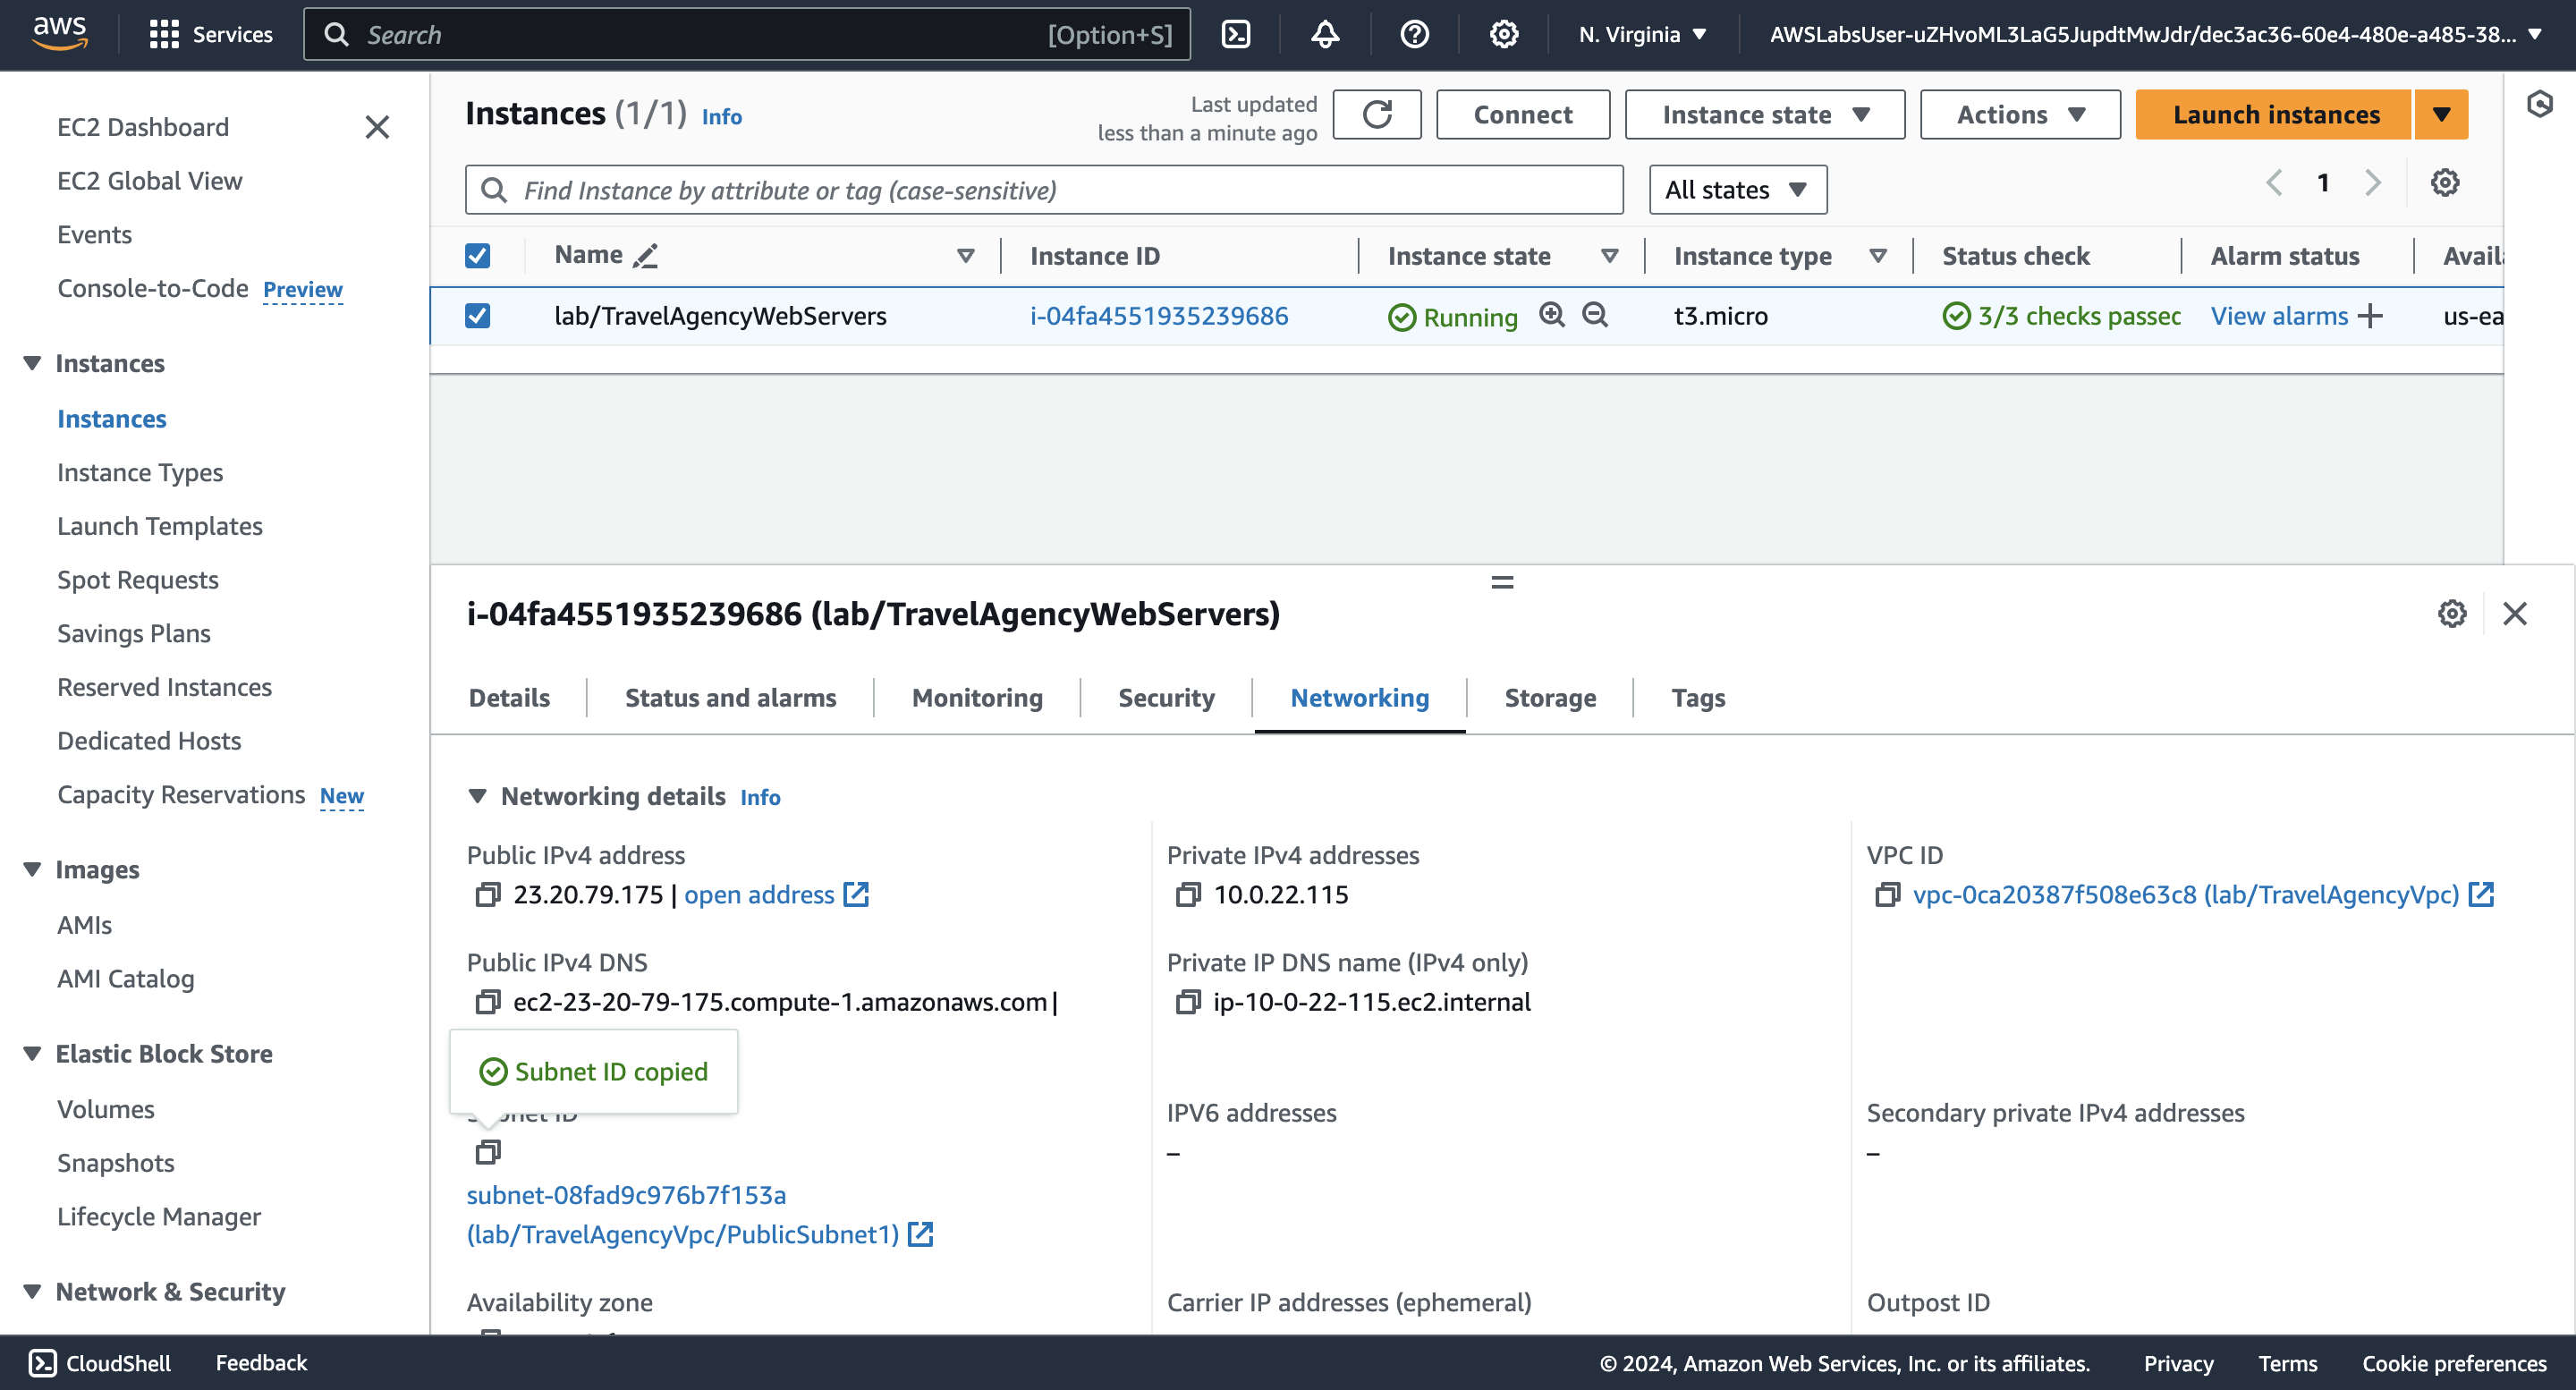 aws
Services
Search
[Option+S]
N. Virginia
AWSLabsUser-uZHvoML3LaG5JupdtMwJdr/dec3ac36-60e4-480e-a485-38...
EC2 Dashboard
EC2 Global View
Events
Console-to-Code Preview
Instances
Instances
Instance Types
Launch Templates
Spot Requests
Savings Plans
Reserved Instances
Dedicated Hosts
Capacity Reservations New
Images
AMIs
AMI Catalog
Elastic Block Store
Volumes
Snapshots
Lifecycle Manager
Network & Security
Instances (1/1) Info
Last updated
less than a minute ago
Connect
Instance state
Actions
Launch instances
Find Instance by attribute or tag (case-sensitive)
All states
1
Name Instance ID Instance state Instance type Status check Alarm status
lab/TravelAgencyWebServers i-04fa4551935239686 Running t3.micro 3/3 checks View alarms us-ea
i-04fa4551935239686 (lab/TravelAgencyWebServers)
Details Status and alarms Monitoring Security Networking Storage Tags
Networking details Info
Public IPv4 address
23.20.79.175 | open address
Private IPv4 addresses
10.0.22.115
VPC ID
vpc-0ca20387f508e63c8 (lab/TravelAgencyVpc)
Public IPv4 DNS
ec2-23-20-79-175.compute-1.amazonaws.com |
Private IP DNS name (IPv4 only)
ip-10-0-22-115.ec2.internal
Subnet ID copied
subnet-08fad9c976b7f153a
(lab/TravelAgencyVpc/PublicSubnet1)
IPV6 addresses
–
Secondary private IPv4 addresses
–
Availability zone
Carrier IP addresses (ephemeral)
Outpost ID
CloudShell
Feedback
© 2024, Amazon Web Services, Inc. or its affiliates.
Privacy
Terms
Cookie preferences